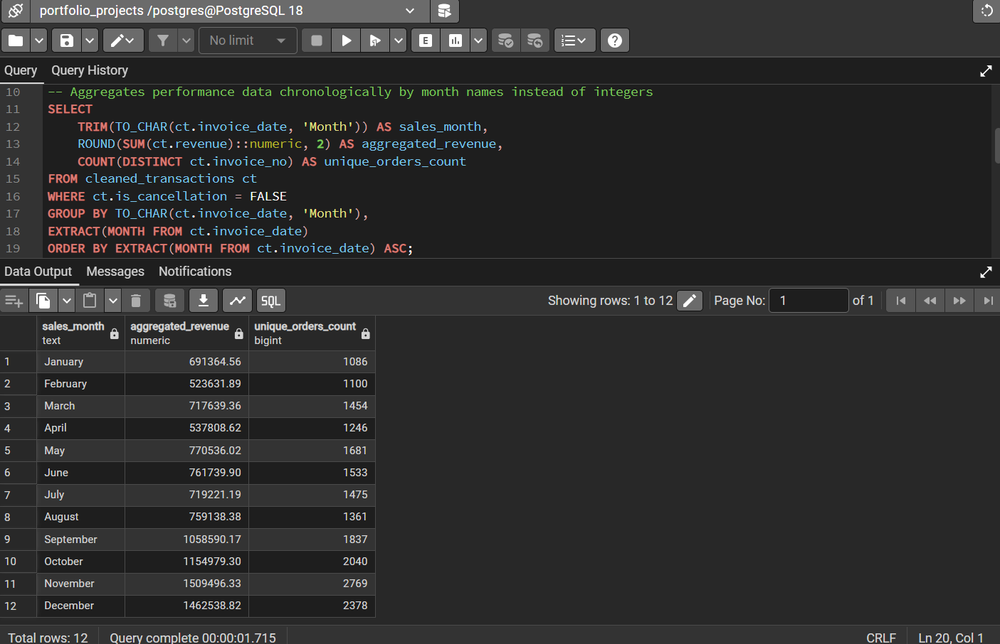 portfolio_projects /postgres@PostgreSQL 18
No limit
E
Query Query History
10 -- Aggregates performance data chronologically by month names instead of integers
11 SELECT
12 TRIM(TO_CHAR(ct.invoice_date, 'Month')) AS sales_month,
13 ROUND(SUM(ct.revenue)::numeric, 2) AS aggregated_revenue,
14 COUNT(DISTINCT ct.invoice_no) AS unique_orders_count
15 FROM cleaned_transactions ct
16 WHERE ct.is_cancellation = FALSE
17 GROUP BY TO_CHAR(ct.invoice_date, 'Month'),
18 EXTRACT(MONTH FROM ct.invoice_date)
19 ORDER BY EXTRACT(MONTH FROM ct.invoice_date) ASC;
Data Output Messages Notifications
SQL Showing rows: 1 to 12 Page No: 1 of 1
sales_month aggregated_revenue unique_orders_count
text numeric bigint
1 January 691364.56 1086
2 February 523631.89 1100
3 March 717639.36 1454
4 April 537808.62 1246
5 May 770536.02 1681
6 June 761739.90 1533
7 July 719221.19 1475
8 August 759138.38 1361
9 September 1058590.17 1837
10 October 1154979.30 2040
11 November 1509496.33 2769
12 December 1462538.82 2378
Total rows: 12 Query complete 00:00:01.715 CRLF Ln 20, Col 1